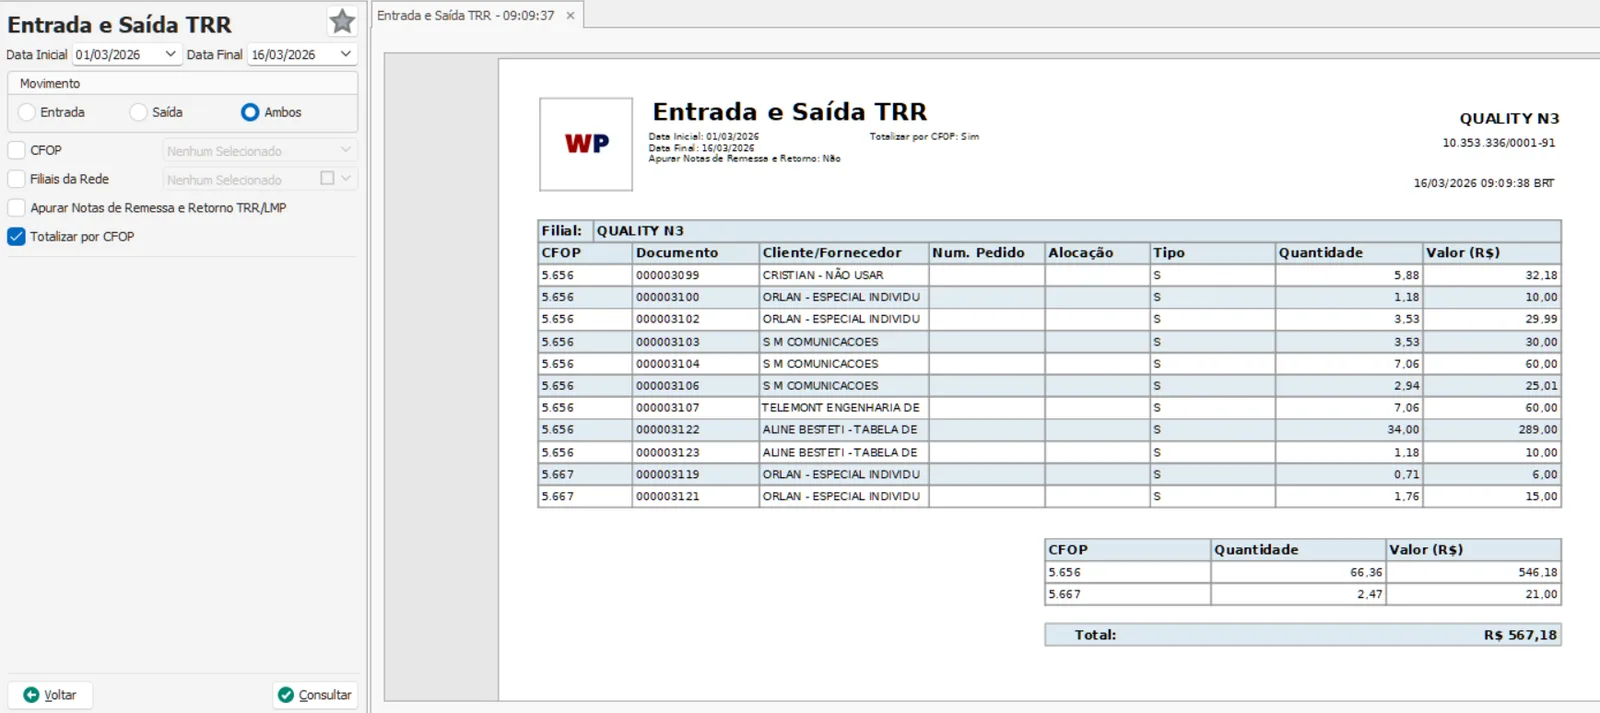 Entrada e Saída TRR
Data Inicial 01/03/2026 Data Final 16/03/2026
Movimento
Entrada Saída Ambos
CFOP Nenhum Selecionado
Filiais da Rede Nenhum Selecionado
Apurar Notas de Remessa e Retorno TRR/LMP
Totalizar por CFOP
Voltar Consultar
Entrada e Saída TRR - 09:09:37
WP
Entrada e Saída TRR
Data Inicial: 01/03/2026 Totalizar por CFOP: Sim
Data Final: 16/03/2026
Apurar Notas de Remessa e Retorno: Não
QUALITY N3
10.353.336/0001-91
16/03/2026 09:09:38 BRT
Filial: QUALITY N3
CFOP Documento Cliente/Fornecedor Num. Pedido Alocação Tipo Quantidade Valor (R$)
5.656 000003099 CRISTIAN - NÃO USAR S 5,88 32,18
5.656 000003100 ORLAN - ESPECIAL INDIVIDU S 1,18 10,00
5.656 000003102 ORLAN - ESPECIAL INDIVIDU S 3,53 29,99
5.656 000003103 S M COMUNICACOES S 3,53 30,00
5.656 000003104 S M COMUNICACOES S 7,06 60,00
5.656 000003106 S M COMUNICACOES S 2,94 25,01
5.656 000003107 TELEMONT ENGENHARIA DE S 7,06 60,00
5.656 000003122 ALINE BESTETI - TABELA DE S 34,00 289,00
5.656 000003123 ALINE BESTETI - TABELA DE S 1,18 10,00
5.667 000003119 ORLAN - ESPECIAL INDIVIDU S 0,71 6,00
5.667 000003121 ORLAN - ESPECIAL INDIVIDU S 1,76 15,00
CFOP Quantidade Valor (R$)
5.656 66,36 546,18
5.667 2,47 21,00
Total: R$ 567,18